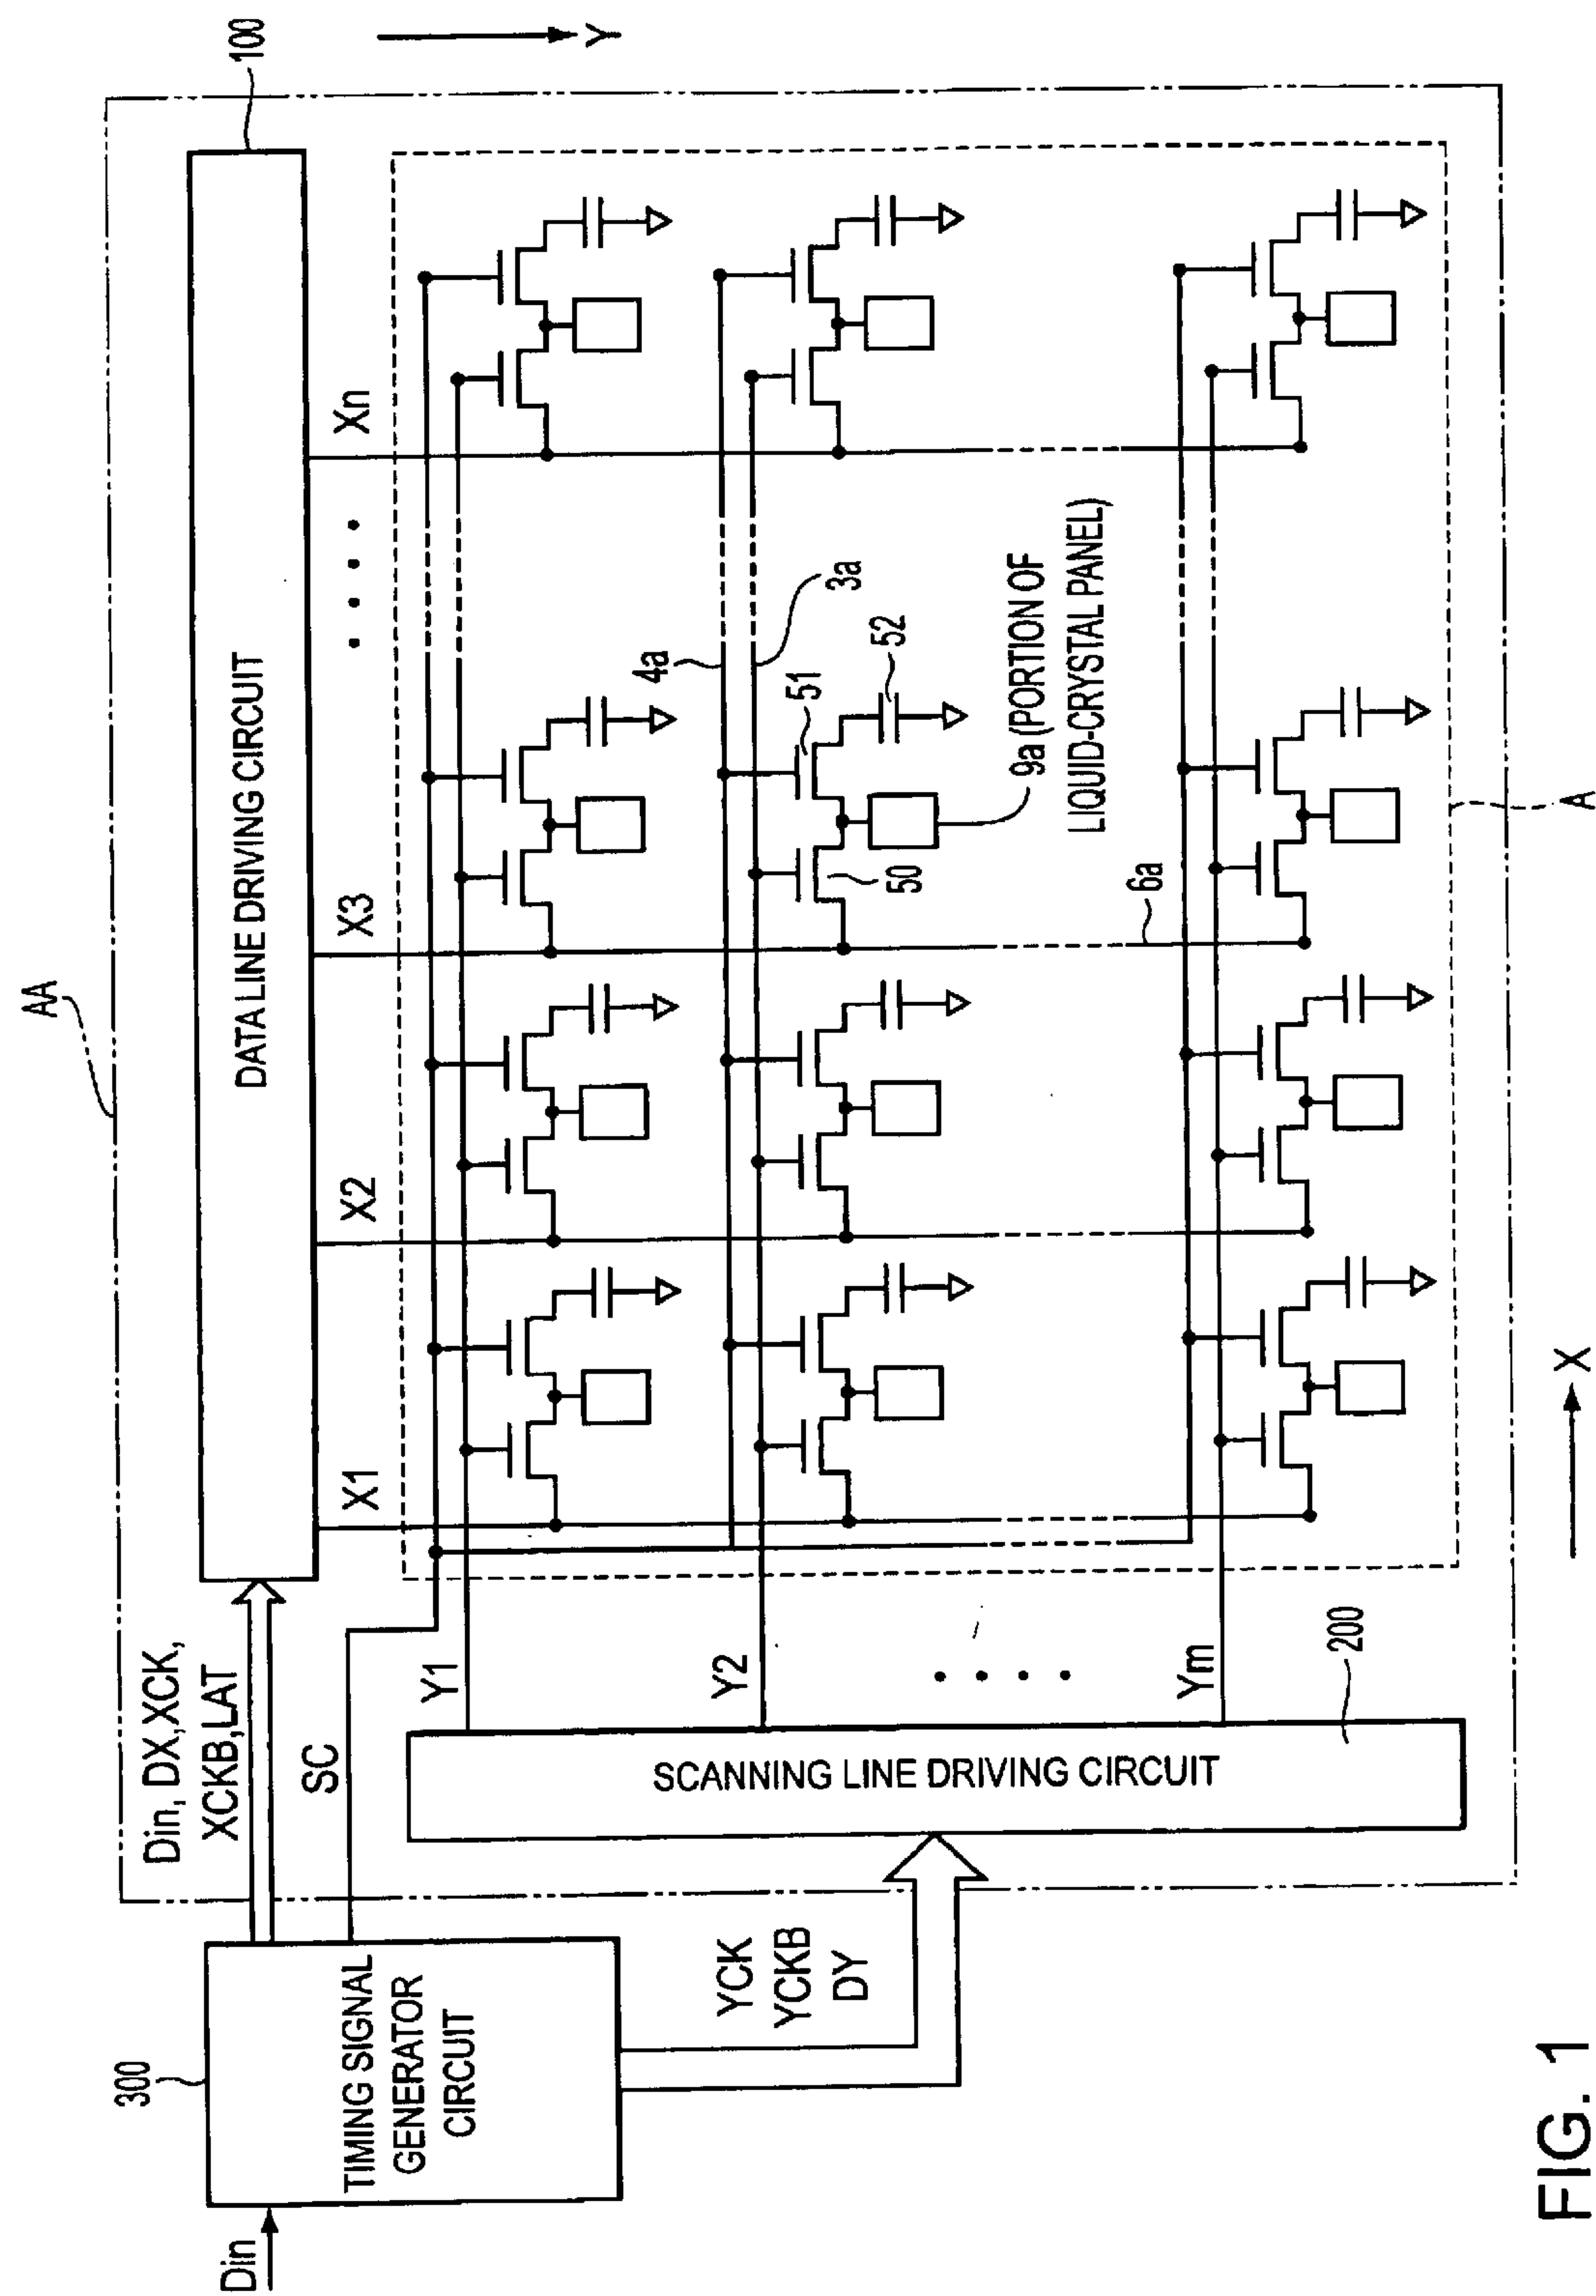 AA
100
Y
DATA LINE DRIVING CIRCUIT
Din, DX,XCK,
XCKB,LAT
X1
X2
X3
Xn
SC
300
Din
TIMING SIGNAL
GENERATOR
CIRCUIT
Y1
Y2
Ym
4a
3a
51
52
50
9a (PORTION OF
LIQUID-CRYSTAL PANEL)
6a
YCK
YCKB
DY
SCANNING LINE DRIVING CIRCUIT
200
A
X
FIG. 1